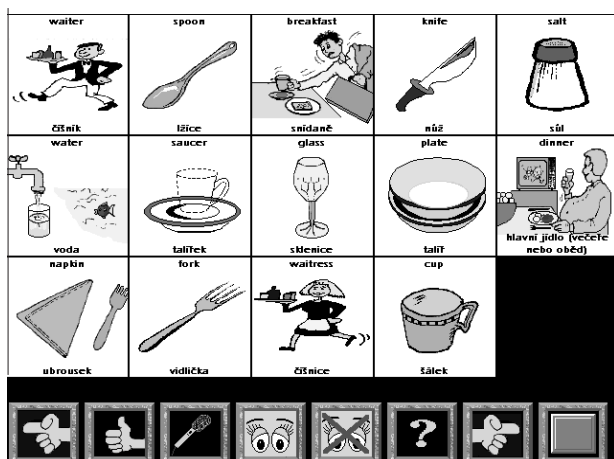 waiter
spoon
breakfast
knife
salt
číšník
lžíce
snídaně
nůž
sůl
water
saucer
glass
plate
dinner
voda
talířek
sklenice
talíř
hlavní jídlo (večeře
nebo oběd)
napkin
fork
waitress
cup
ubrousek
vidlička
číšnice
šálek
?